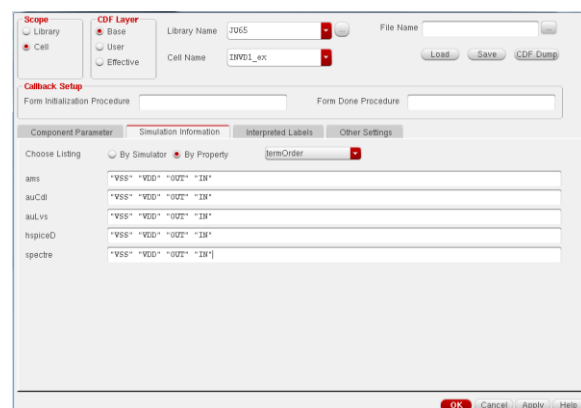 Scope CDF Layer
Library Base Library Name JU65 File Name
Cell User
Effective Cell Name INVD1_ex Load Save CDF Dump
Callback Setup
Form Initialization Procedure Form Done Procedure
Component Parameter Simulation Information Interpreted Labels Other Settings
Choose Listing By Simulator By Property termOrder
ams "VSS" "VDD" "OUT" "IN"
auCdl "VSS" "VDD" "OUT" "IN"
auLvs "VSS" "VDD" "OUT" "IN"
hspiceD "VSS" "VDD" "OUT" "IN"
spectre "VSS" "VDD" "OUT" "IN"
OK Cancel Apply Help